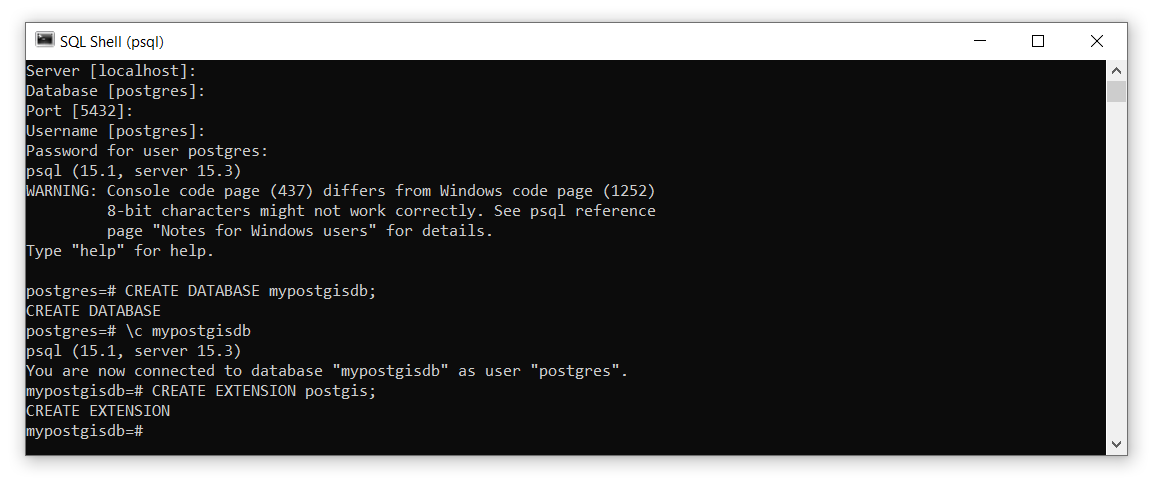 SQL Shell (psql)
Server [localhost]:
Database [postgres]:
Port [5432]:
Username [postgres]:
Password for user postgres:
psql (15.1, server 15.3)
WARNING: Console code page (437) differs from Windows code page (1252)
         8-bit characters might not work correctly. See psql reference
         page "Notes for Windows users" for details.
Type "help" for help.

postgres=# CREATE DATABASE mypostgisdb;
CREATE DATABASE
postgres=# \c mypostgisdb
psql (15.1, server 15.3)
You are now connected to database "mypostgisdb" as user "postgres".
mypostgisdb=# CREATE EXTENSION postgis;
CREATE EXTENSION
mypostgisdb=#